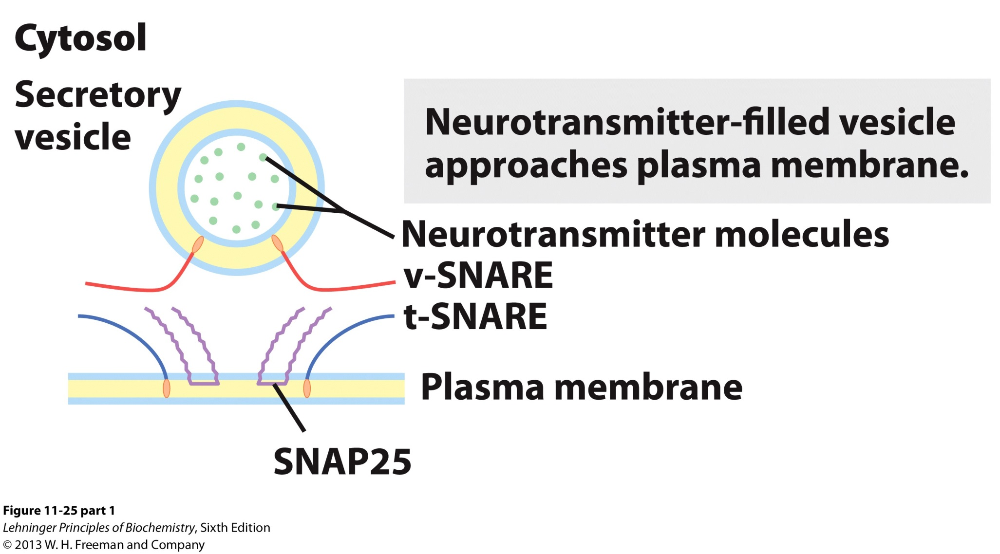 Cytosol
Secretory
vesicle
Neurotransmitter-filled vesicle
approaches plasma membrane.
Neurotransmitter molecules
v-SNARE
t-SNARE
Plasma membrane
SNAP25
Figure 11-25 part 1
Lehninger Principles of Biochemistry, Sixth Edition
© 2013 W. H. Freeman and Company